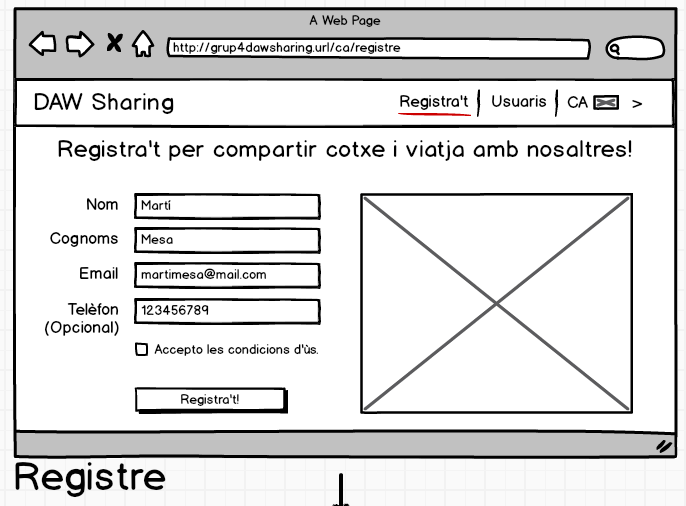 A Web Page
http://grup4dawsharing.url/ca/registre
DAW Sharing
Registra't
Usuaris
CA
>
Registra't per compartir cotxe i viatja amb nosaltres!
Nom
Martí
Cognoms
Mesa
Email
martimesa@mail.com
Telèfon
(Opcional)
123456789
Accepto les condicions d'ùs.
Registra't!
Registre